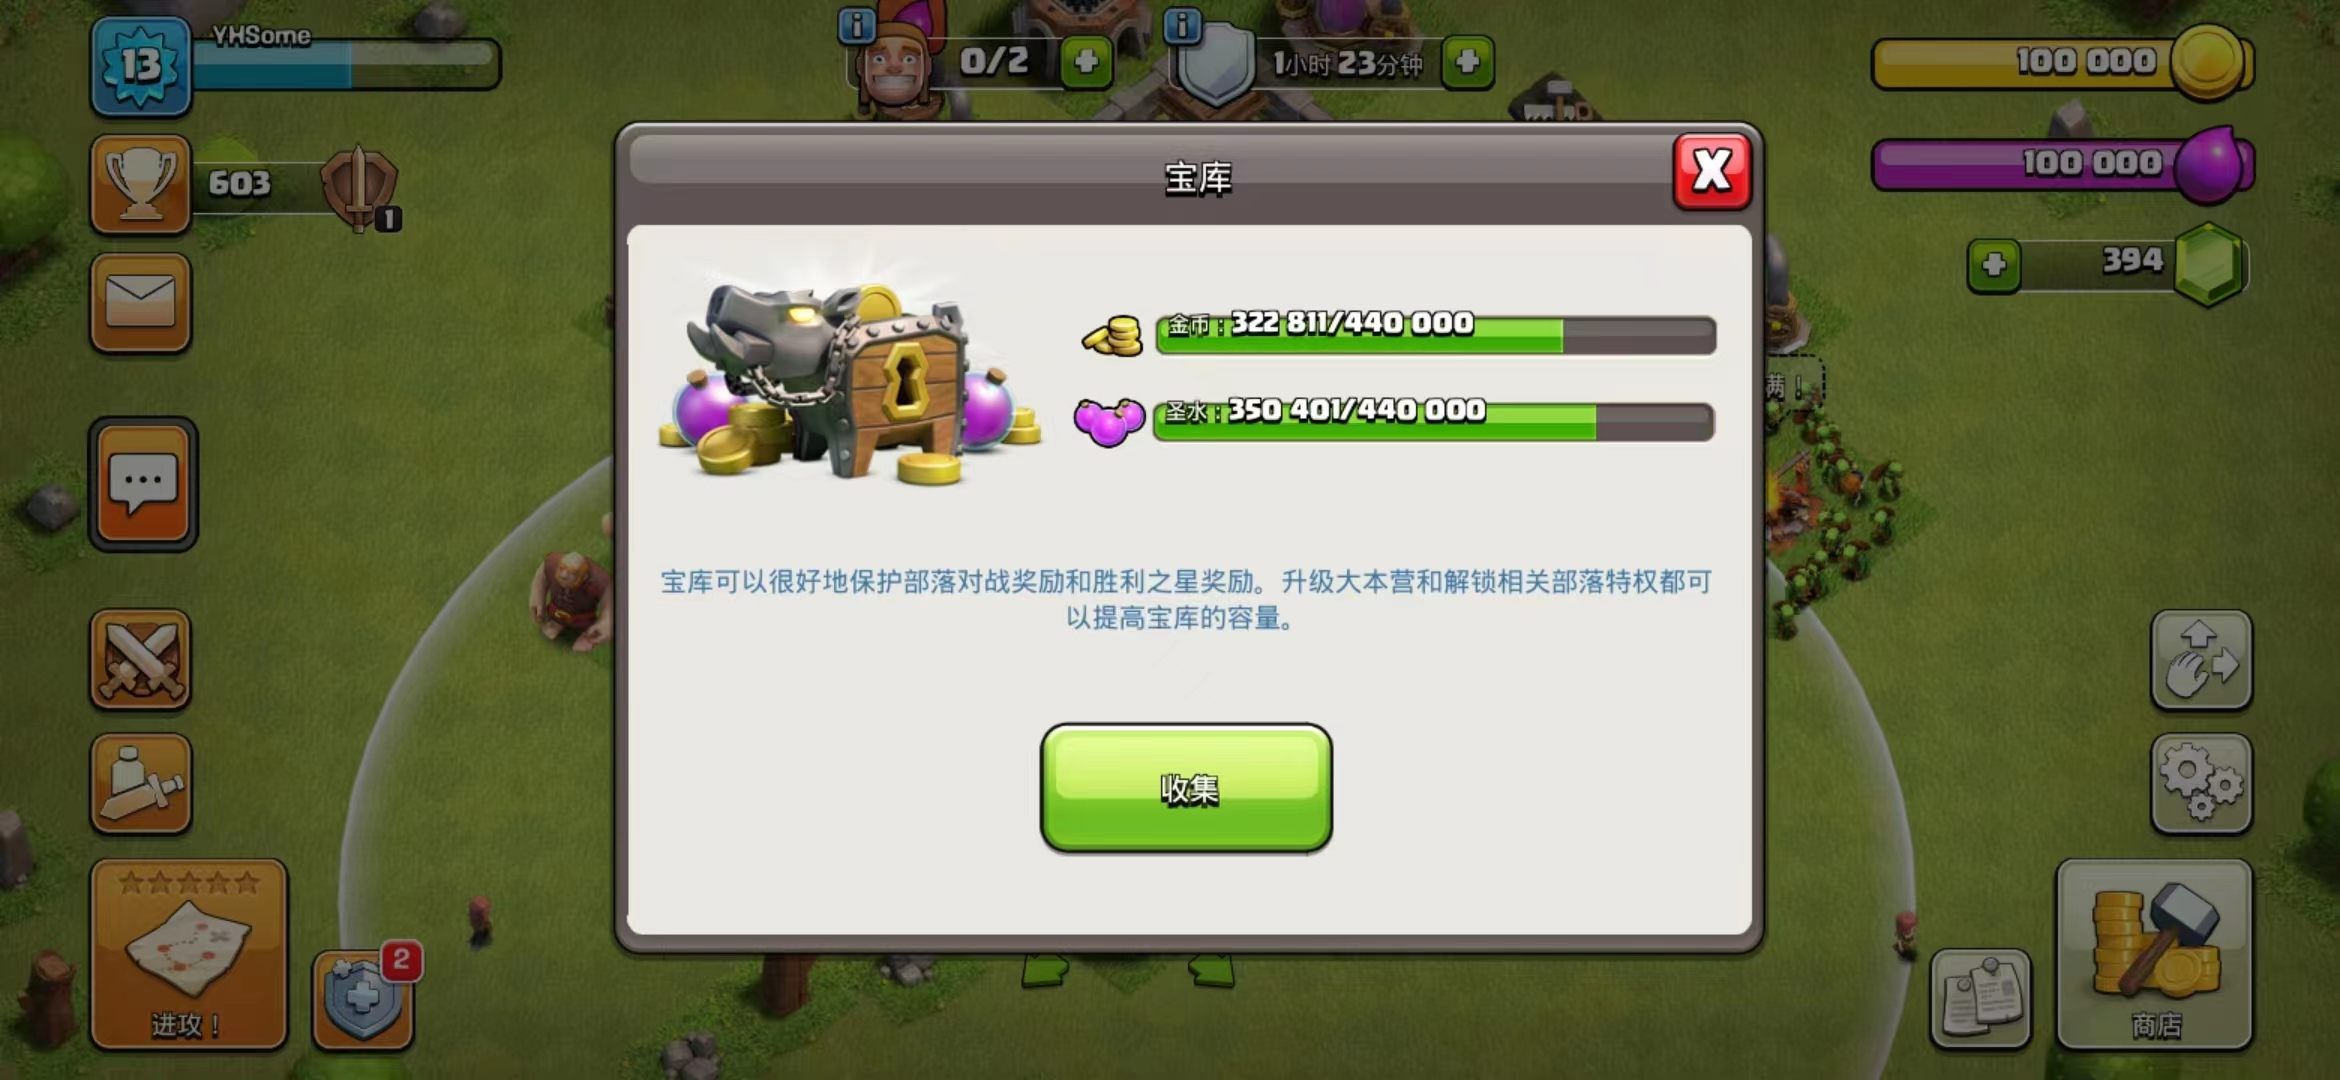 13
YHSome
0/2
1小时 23分钟
100 000
603
1
100 000
394
宝库
金币：322 811/440 000
圣水：350 401/440 000
满！
宝库可以很好地保护部落对战奖励和胜利之星奖励。升级大本营和解锁相关部落特权都可
以提高宝库的容量。
收集
进攻！
2
商店